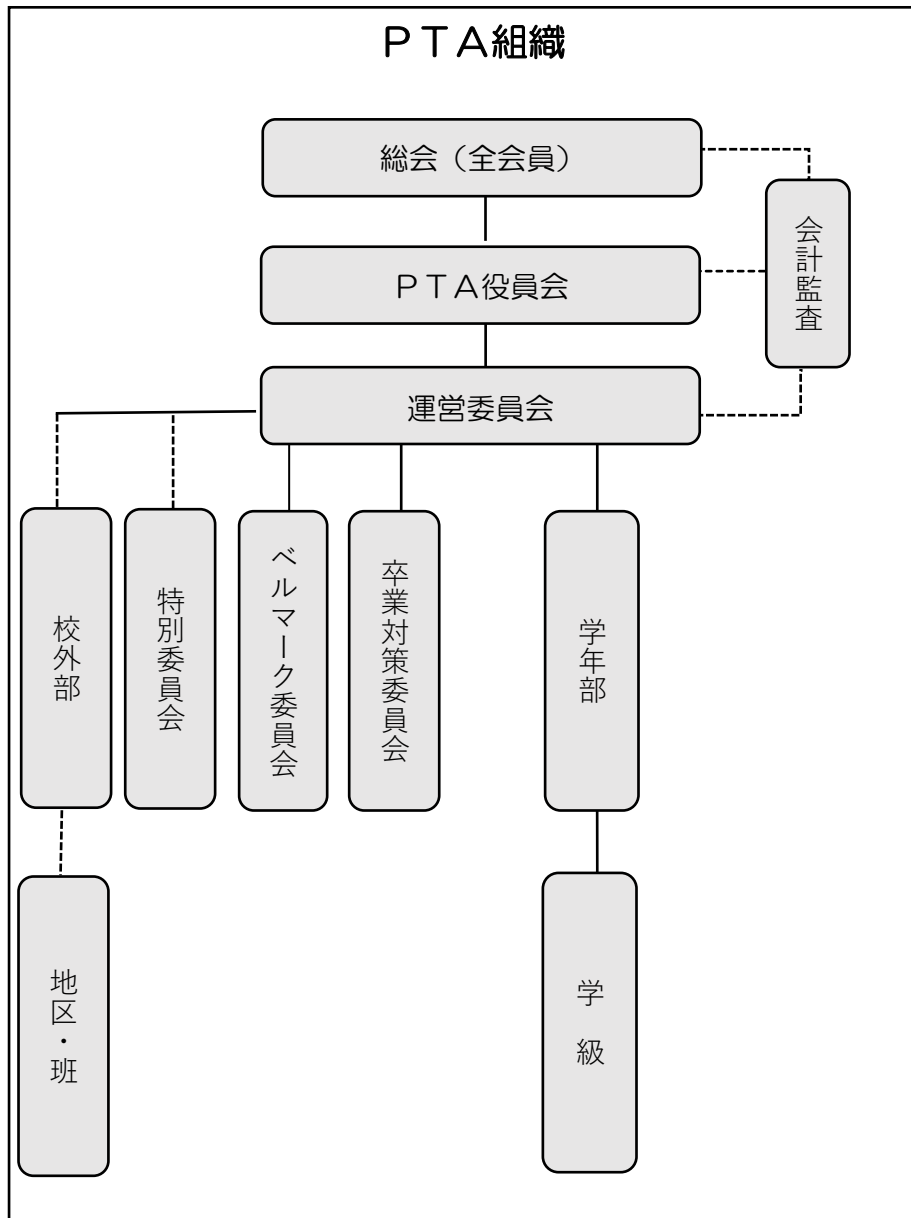 ＰＴＡ組織
総会（全会員）
会計監査
ＰＴＡ役員会
運営委員会
校外部
特別委員会
ベルマーク委員会
卒業対策委員会
学年部
地区・班
学　級